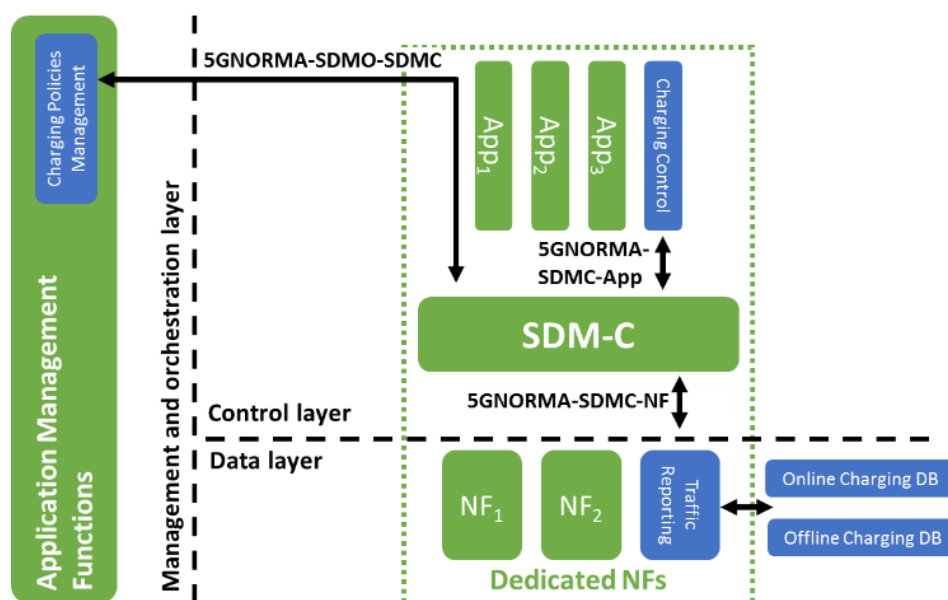 Application Management
Functions
Charging Policies
Management
Management and orchestration layer
5GNORMA-SDMO-SDMC
App1
App2
App3
Charging Control
5GNORMA-
SDMC-App
SDM-C
5GNORMA-SDMC-NF
Control layer
Data layer
NF1
NF2
Traffic
Reporting
Online Charging DB
Offline Charging DB
Dedicated NFs